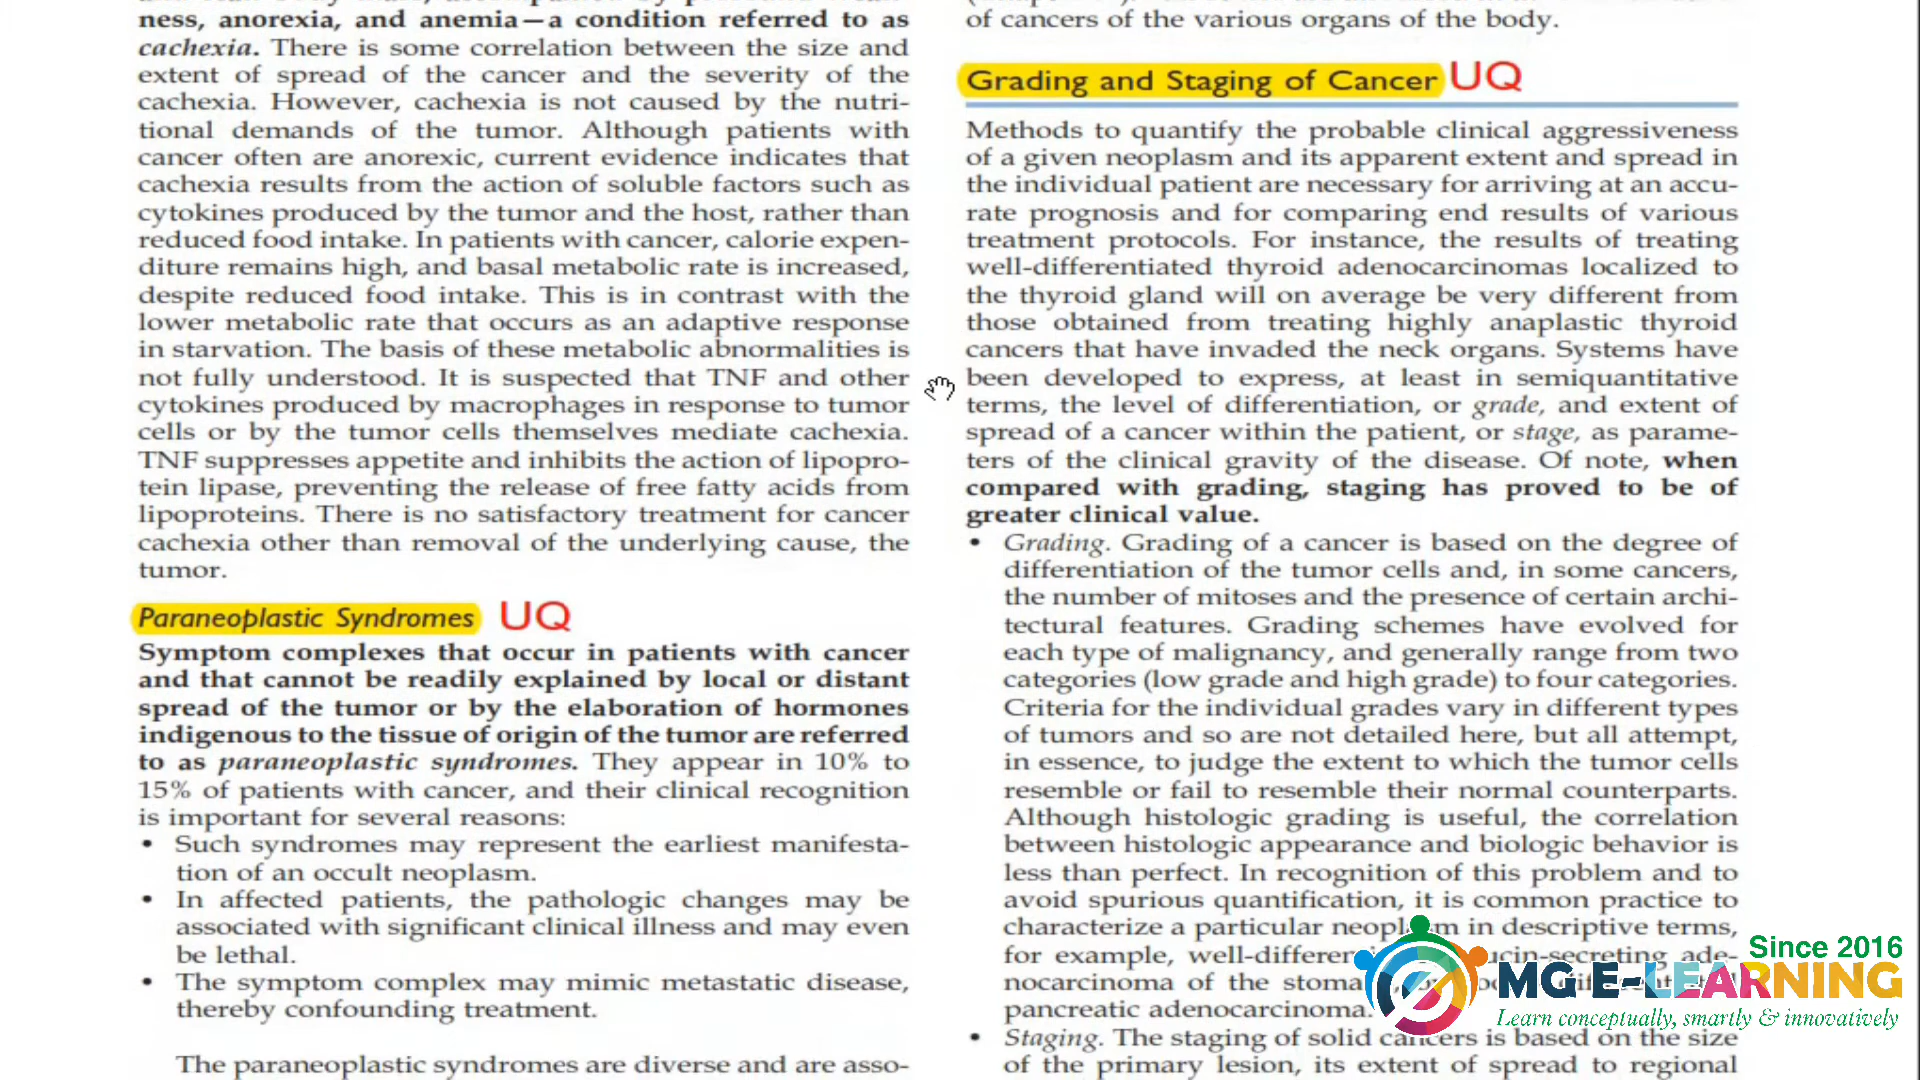 ness, anorexia, and anemia—a condition referred to as
cachexia. There is some correlation between the size and
extent of spread of the cancer and the severity of the
cachexia. However, cachexia is not caused by the nutri-
tional demands of the tumor. Although patients with
cancer often are anorexic, current evidence indicates that
cachexia results from the action of soluble factors such as
cytokines produced by the tumor and the host, rather than
reduced food intake. In patients with cancer, calorie expen-
diture remains high, and basal metabolic rate is increased,
despite reduced food intake. This is in contrast with the
lower metabolic rate that occurs as an adaptive response
in starvation. The basis of these metabolic abnormalities is
not fully understood. It is suspected that TNF and other
cytokines produced by macrophages in response to tumor
cells or by the tumor cells themselves mediate cachexia.
TNF suppresses appetite and inhibits the action of lipopro-
tein lipase, preventing the release of free fatty acids from
lipoproteins. There is no satisfactory treatment for cancer
cachexia other than removal of the underlying cause, the
tumor.
Paraneoplastic Syndromes UQ
Symptom complexes that occur in patients with cancer
and that cannot be readily explained by local or distant
spread of the tumor or by the elaboration of hormones
indigenous to the tissue of origin of the tumor are referred
to as paraneoplastic syndromes. They appear in 10% to
15% of patients with cancer, and their clinical recognition
is important for several reasons:
• Such syndromes may represent the earliest manifesta-
tion of an occult neoplasm.
• In affected patients, the pathologic changes may be
associated with significant clinical illness and may even
be lethal.
• The symptom complex may mimic metastatic disease,
thereby confounding treatment.
The paraneoplastic syndromes are diverse and are asso-
of cancers of the various organs of the body.
Grading and Staging of Cancer UQ
Methods to quantify the probable clinical aggressiveness
of a given neoplasm and its apparent extent and spread in
the individual patient are necessary for arriving at an accu-
rate prognosis and for comparing end results of various
treatment protocols. For instance, the results of treating
well-differentiated thyroid adenocarcinomas localized to
the thyroid gland will on average be very different from
those obtained from treating highly anaplastic thyroid
cancers that have invaded the neck organs. Systems have
been developed to express, at least in semiquantitative
terms, the level of differentiation, or grade, and extent of
spread of a cancer within the patient, or stage, as parame-
ters of the clinical gravity of the disease. Of note, when
compared with grading, staging has proved to be of
greater clinical value.
• Grading. Grading of a cancer is based on the degree of
differentiation of the tumor cells and, in some cancers,
the number of mitoses and the presence of certain archi-
tectural features. Grading schemes have evolved for
each type of malignancy, and generally range from two
categories (low grade and high grade) to four categories.
Criteria for the individual grades vary in different types
of tumors and so are not detailed here, but all attempt,
in essence, to judge the extent to which the tumor cells
resemble or fail to resemble their normal counterparts.
Although histologic grading is useful, the correlation
between histologic appearance and biologic behavior is
less than perfect. In recognition of this problem and to
avoid spurious quantification, it is common practice to
characterize a particular neoplasm in descriptive terms,
for example, well-differen ucin-secreting ade-
nocarcinoma of the stoma
pancreatic adenocarcinoma.
• Staging. The staging of solid cancers is based on the size
of the primary lesion, its extent of spread to regional
Since 2016
MG E-LEARNING
Learn conceptually, smartly & innovatively